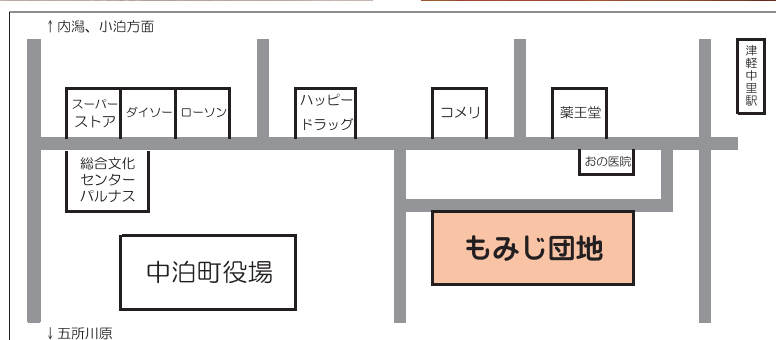 ↑内潟、小泊方面
津軽中里駅
スーパー
ストア
ダイソー
ローソン
ハッピー
ドラッグ
コメリ
薬王堂
総合文化
センター
パルナス
おの医院
もみじ団地
中泊町役場
↓五所川原